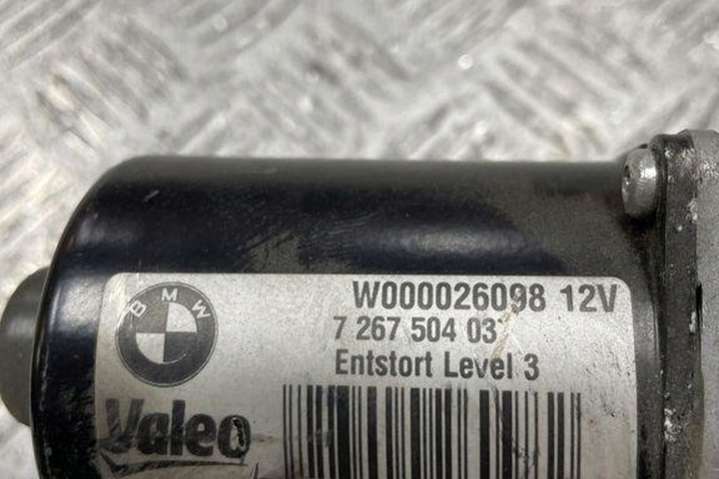 BMW
W000026098 12V
7 267 504 03
Entstort Level 3
Valeo